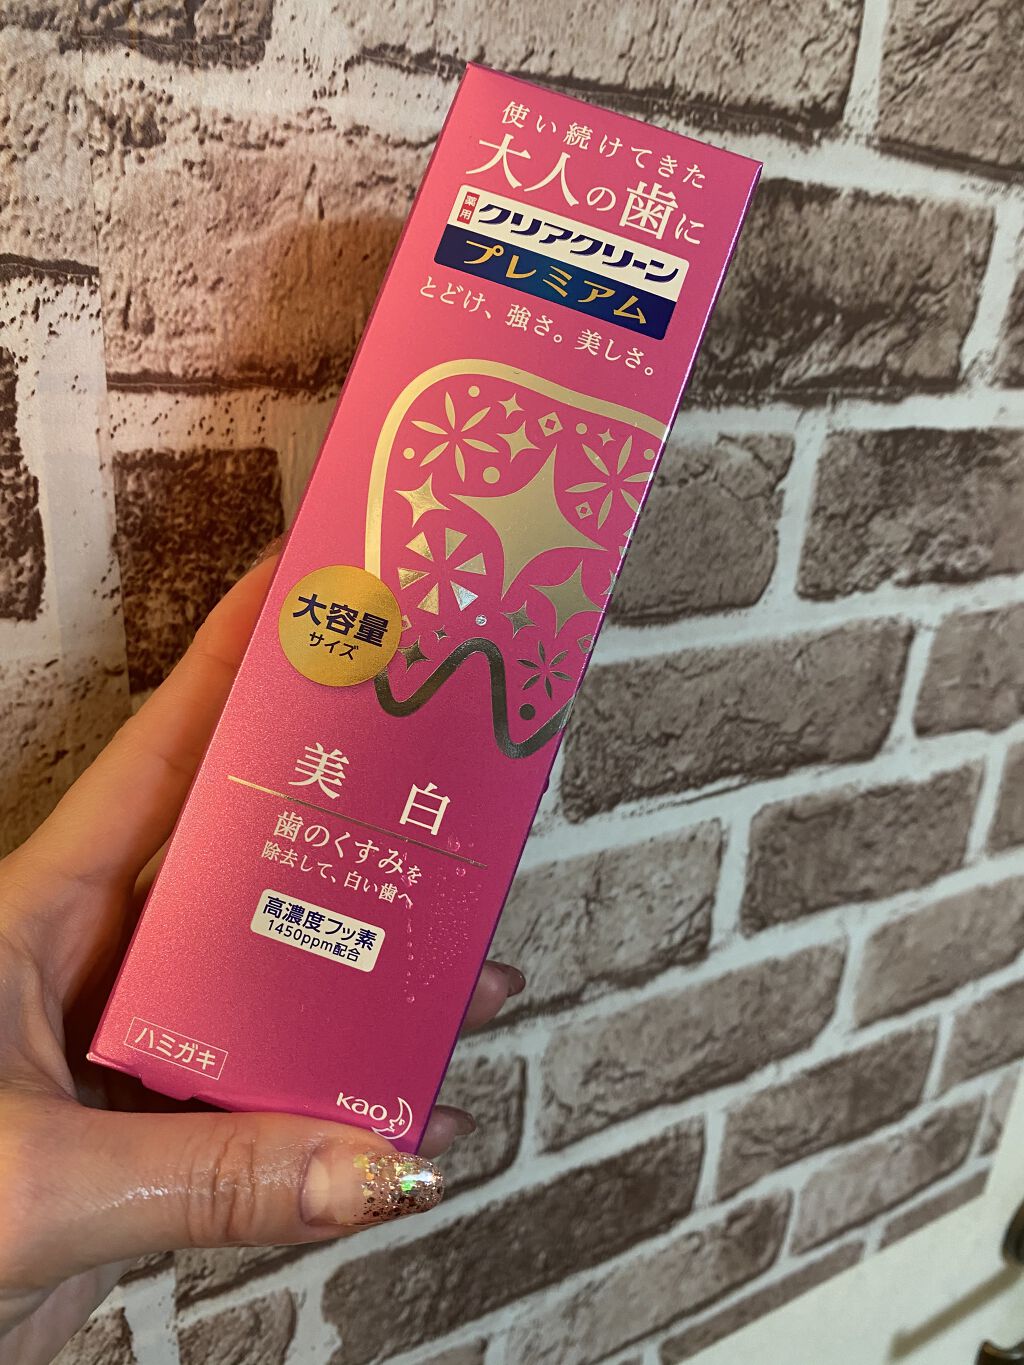 使い続けてきた
大人の歯に
薬用
クリアクリーン
プレミアム
とどけ、強さ。美しさ。
大容量
サイズ
美白
歯のくすみを
除去して、白い歯へ
高濃度フッ素
1450ppm配合
ハミガキ
Kao